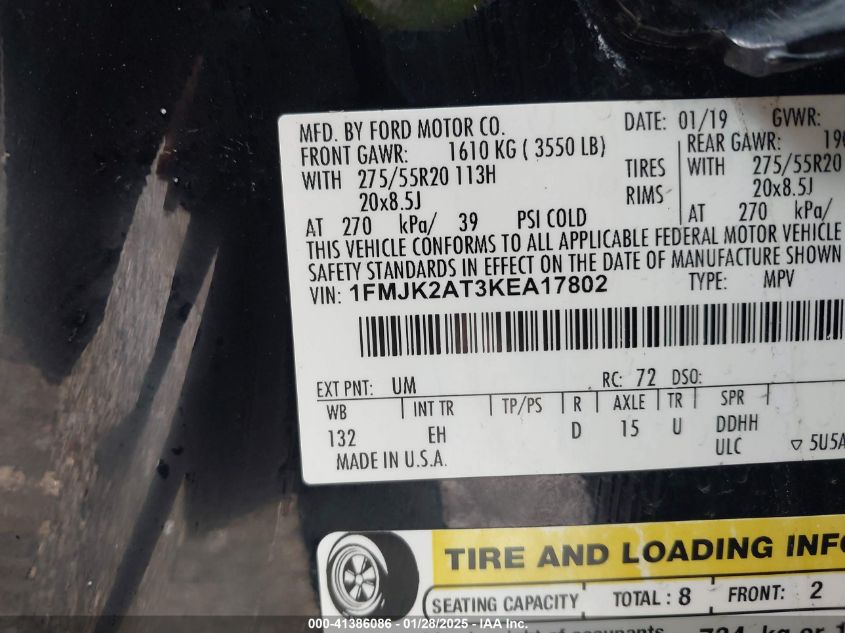 MFD. BY FORD MOTOR CO. DATE: 01/19 GVWR:
FRONT GAWR: 1610 KG ( 3550 LB) REAR GAWR:
WITH 275/55R20 113H TIRES WITH 275/55R20
20x8.5J RIMS 20x8.5J
AT 270 kPa/ 39 PSI COLD AT 270 kPa/
THIS VEHICLE CONFORMS TO ALL APPLICABLE FEDERAL MOTOR VEHICLE
SAFETY STANDARDS IN EFFECT ON THE DATE OF MANUFACTURE SHOWN
VIN: 1FMJK2AT3KEA17802 TYPE: MPV
EXT PNT: UM RC: 72 DSO:
WB INT TR TP/PS R AXLE TR SPR
132 EH D 15 U DDHH
ULC ▽ 5U5A
MADE IN U.S.A.
TIRE AND LOADING INFO
SEATING CAPACITY TOTAL : 8 FRONT: 2
000-41386086 - 01/28/2025 - COPYRIGHT IAA, LLC.